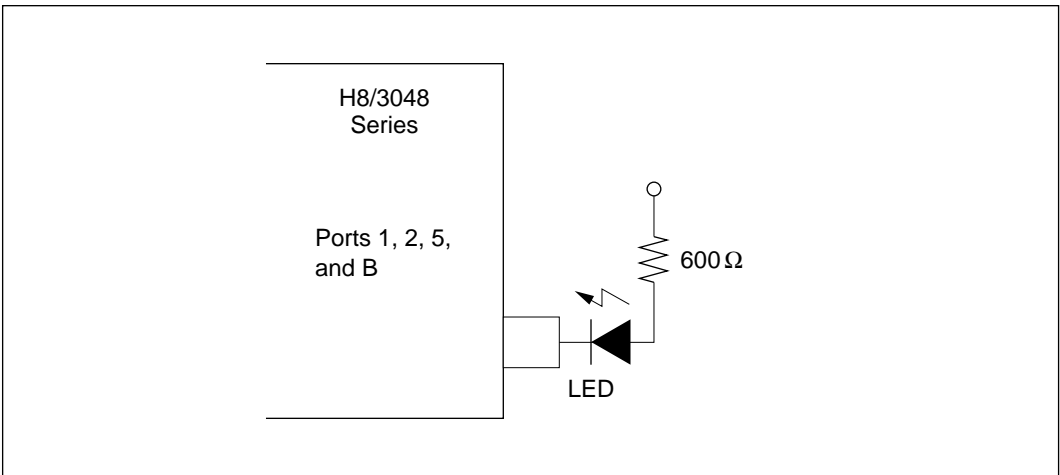 H8/3048
Series
Ports 1, 2, 5,
and B
600 Ω
LED